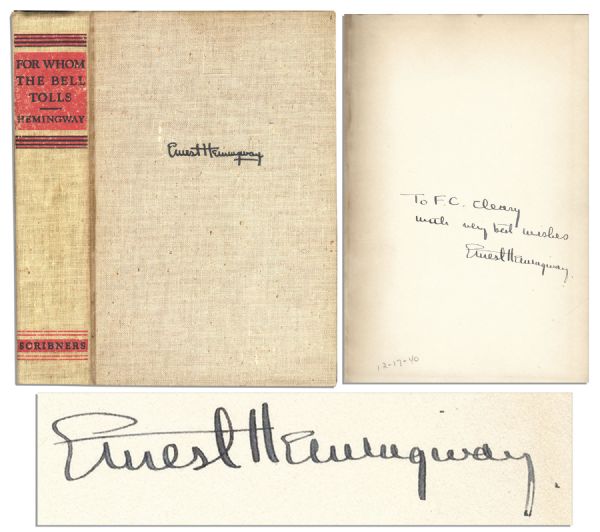 FOR WHOM
THE BELL
TOLLS
HEMINGWAY
SCRIBNERS
Ernest Hemingway
To F.C. Cleary
with very best wishes
Ernest Hemingway.
12-17-40
Ernest Hemingway.